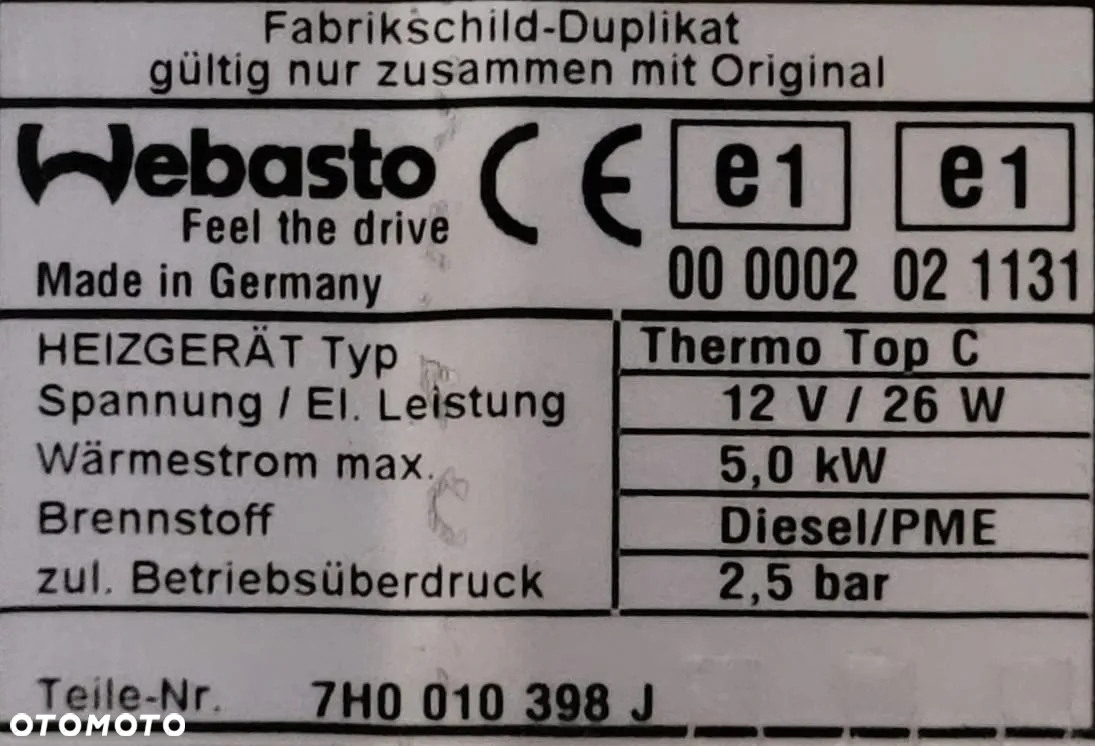 Fabrikschild-Duplikat
gültig nur zusammen mit Original
Webasto CE e1 e1
Feel the drive
Made in Germany 00 0002 02 1131
HEIZGERÄT Typ Thermo Top C
Spannung / El. Leistung 12 V / 26 W
Wärmestrom max. 5,0 kW
Brennstoff Diesel/PME
zul. Betriebsüberdruck 2,5 bar
Teile-Nr. 7H0 010 398 J
OTOMOTO